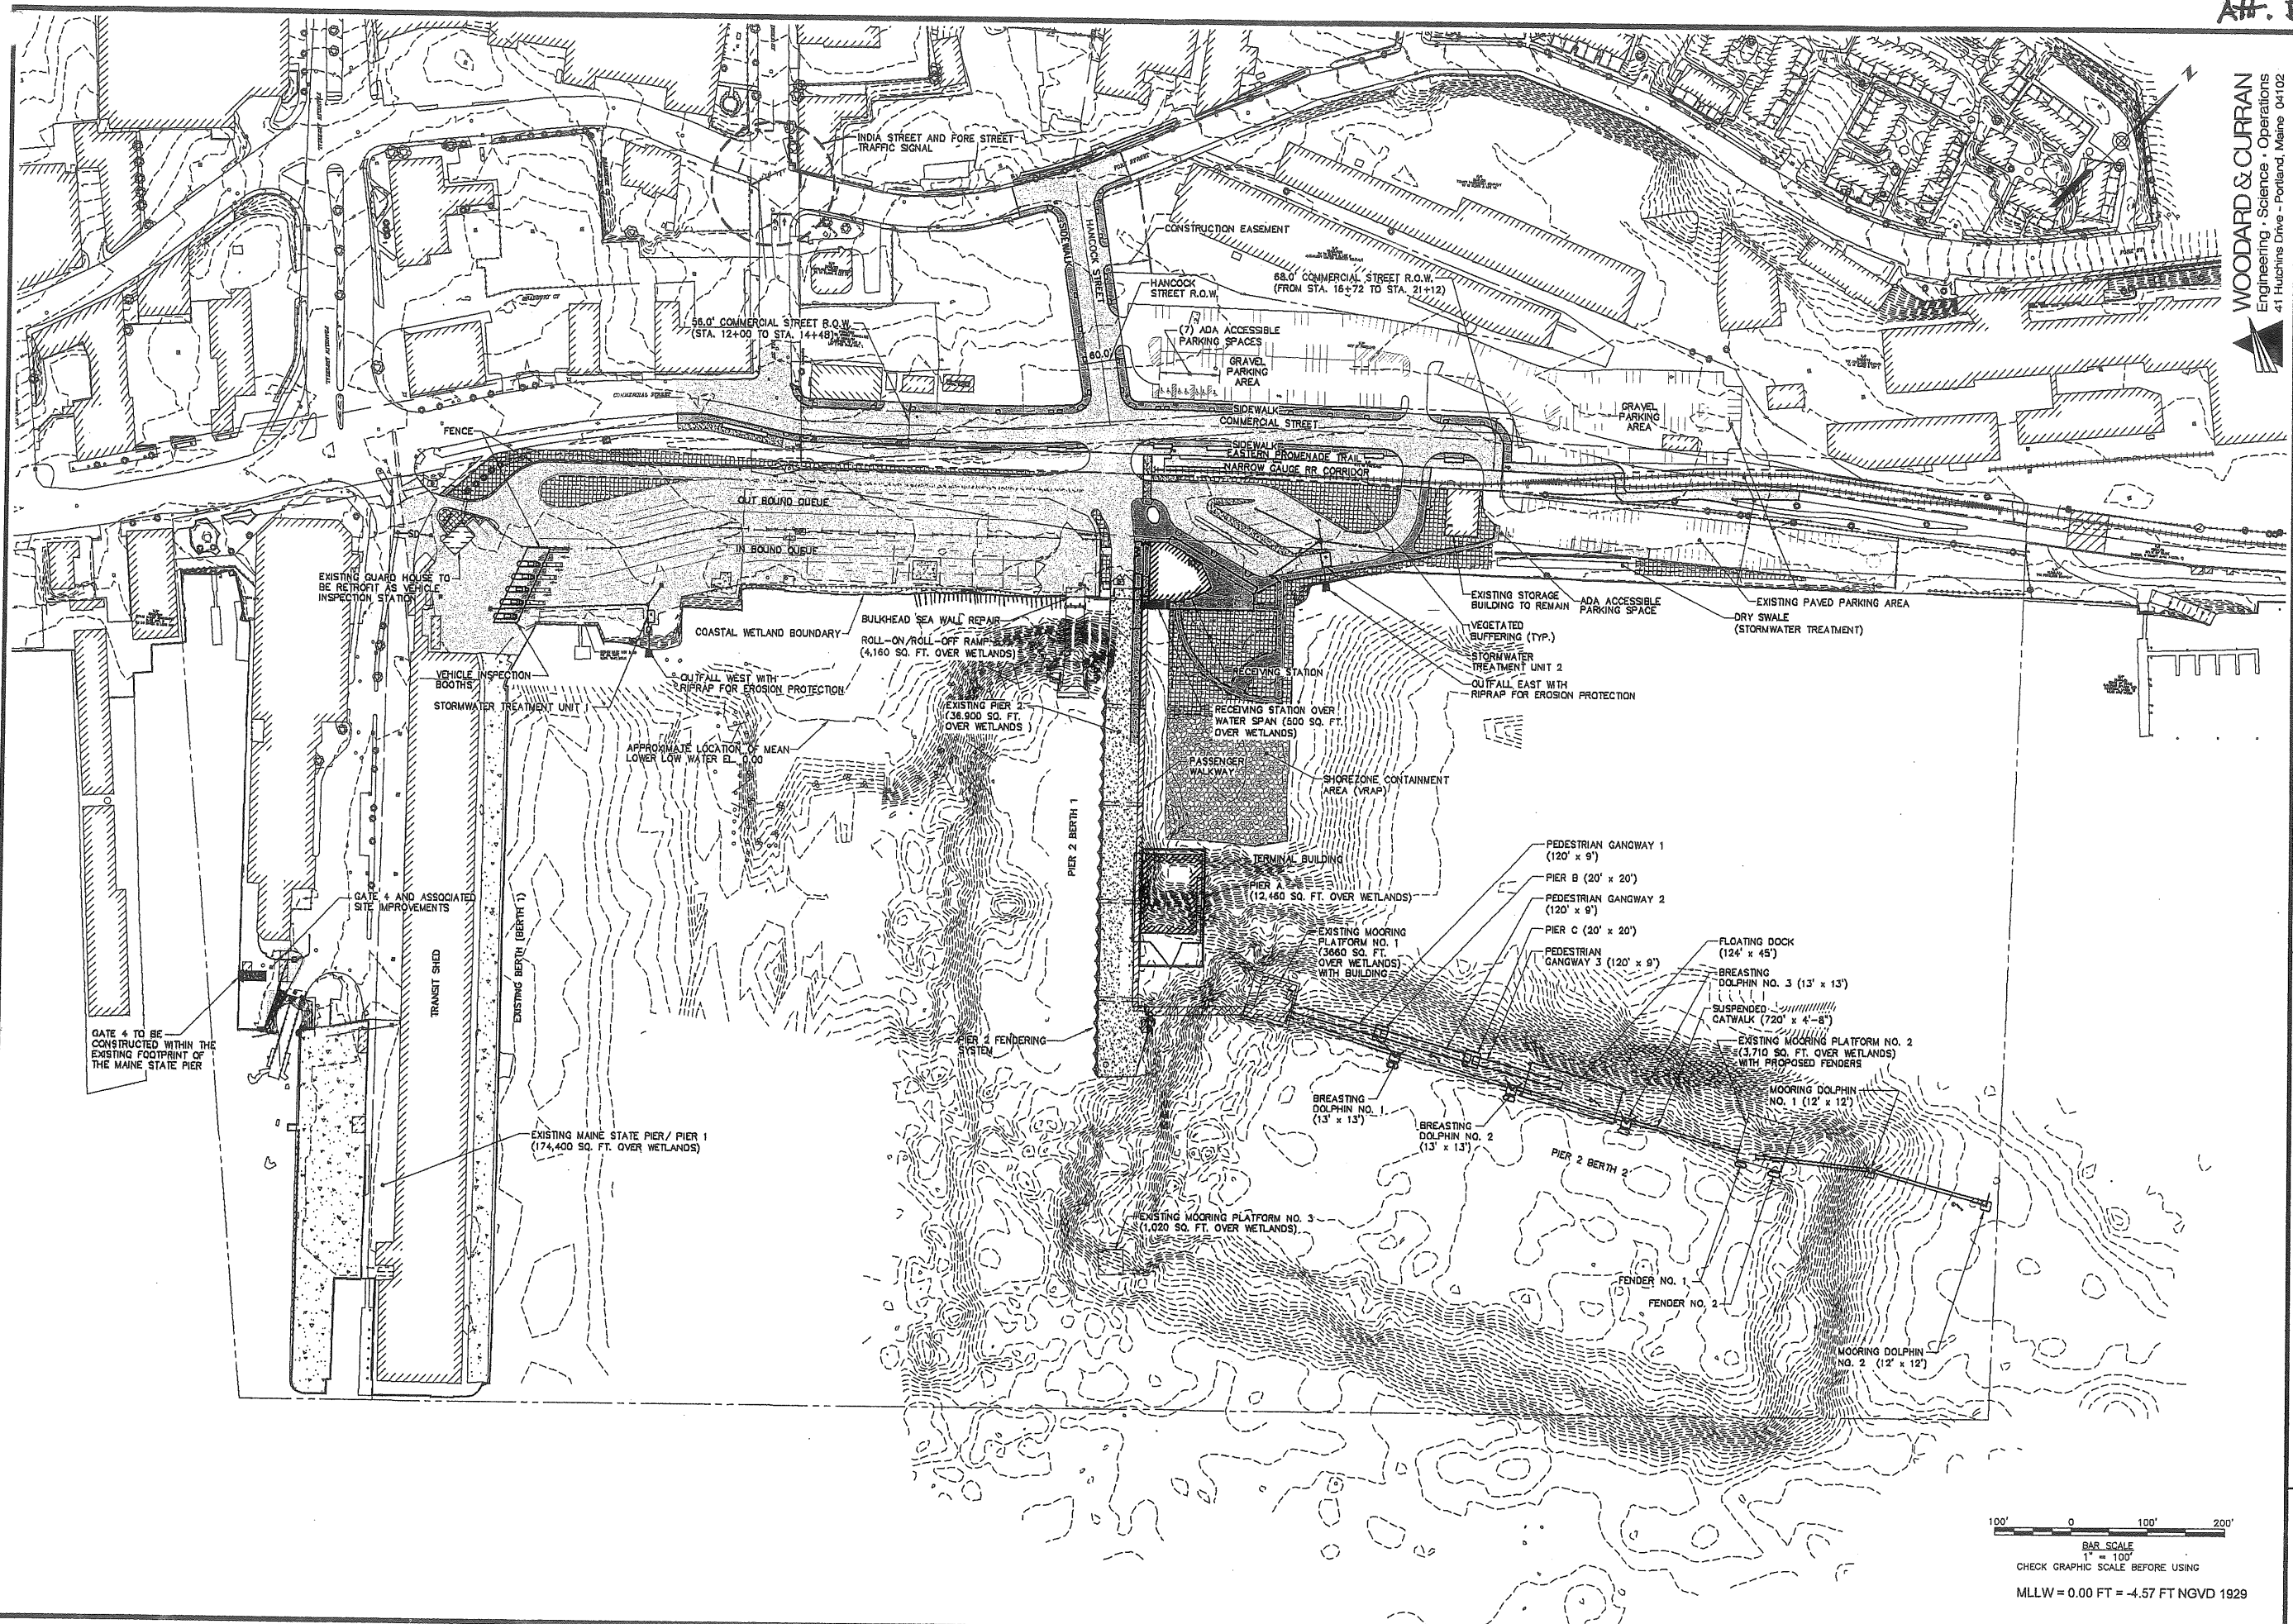 Att.
WOODARD & CURRAN
Engineering · Science · Operations
41 Hutchins Drive - Portland, Maine 04102
N
INDIA STREET AND FORE STREET
TRAFFIC SIGNAL
FORE STREET
SIDEWALK
HANCOCK STREET
CONSTRUCTION EASEMENT
HANCOCK
STREET R.O.W.
68.0' COMMERCIAL STREET R.O.W.
(FROM STA. 16+72 TO STA. 21+12)
56.0' COMMERCIAL STREET R.O.W.
(STA. 12+00 TO STA. 14+48)
(7) ADA ACCESSIBLE
PARKING SPACES
60.0'
GRAVEL
PARKING
AREA
GRAVEL
PARKING
AREA
COMMERCIAL STREET
SIDEWALK
COMMERCIAL STREET
SIDEWALK
EASTERN PROMENADE TRAIL
NARROW GAUGE RR CORRIDOR
FENCE
OUT BOUND QUEUE
IN BOUND QUEUE
SD
EXISTING GUARD HOUSE TO
BE RETROFIT AS VEHICLE
INSPECTION STATION
COASTAL WETLAND BOUNDARY
BULKHEAD SEA WALL REPAIR
ROLL-ON/ROLL-OFF RAMP
(4,160 SQ. FT. OVER WETLANDS)
VEHICLE INSPECTION
BOOTHS
STORMWATER TREATMENT UNIT 1
OUTFALL WEST WITH
RIPRAP FOR EROSION PROTECTION
APPROXIMATE LOCATION OF MEAN
LOWER LOW WATER EL. 0.00
EXISTING PIER 2
(36,900 SQ. FT.
OVER WETLANDS
EXISTING STORAGE
BUILDING TO REMAIN
ADA ACCESSIBLE
PARKING SPACE
EXISTING PAVED PARKING AREA
DRY SWALE
(STORMWATER TREATMENT)
VEGETATED
BUFFERING (TYP.)
STORMWATER
TREATMENT UNIT 2
OUTFALL EAST WITH
RIPRAP FOR EROSION PROTECTION
RECEIVING STATION
RECEIVING STATION OVER
WATER SPAN (500 SQ. FT.
OVER WETLANDS)
PASSENGER
WALKWAY
SHOREZONE CONTAINMENT
AREA (VRAP)
PIER 2 BERTH 1
TERMINAL BUILDING
PIER A
(12,460 SQ. FT. OVER WETLANDS)
EXISTING MOORING
PLATFORM NO. 1
(3660 SQ. FT.
OVER WETLANDS)
WITH BUILDING
PEDESTRIAN GANGWAY 1
(120' x 9')
PIER B (20' x 20')
PEDESTRIAN GANGWAY 2
(120' x 9')
PIER C (20' x 20')
PEDESTRIAN
GANGWAY 3 (120' x 9')
FLOATING DOCK
(124' x 45')
BREASTING
DOLPHIN NO. 3 (13' x 13')
SUSPENDED
CATWALK (720' x 4'-8")
EXISTING MOORING PLATFORM NO. 2
(3,710 SQ. FT. OVER WETLANDS)
WITH PROPOSED FENDERS
MOORING DOLPHIN
NO. 1 (12' x 12')
GATE 4 AND ASSOCIATED
SITE IMPROVEMENTS
TRANSIT SHED
EXISTING BERTH (BERTH 1)
GATE 4 TO BE
CONSTRUCTED WITHIN THE
EXISTING FOOTPRINT OF
THE MAINE STATE PIER
PIER 2 FENDERING
SYSTEM
BREASTING
DOLPHIN NO. 1
(13' x 13')
BREASTING
DOLPHIN NO. 2
(13' x 13')
PIER 2 BERTH 2
EXISTING MAINE STATE PIER/ PIER 1
(174,400 SQ. FT. OVER WETLANDS)
EXISTING MOORING PLATFORM NO. 3
(1,020 SQ. FT. OVER WETLANDS)
FENDER NO. 1
FENDER NO. 2
MOORING DOLPHIN
NO. 2 (12' x 12')
100' 0 100' 200'
BAR SCALE
1" = 100'
CHECK GRAPHIC SCALE BEFORE USING
MLLW = 0.00 FT = -4.57 FT NGVD 1929